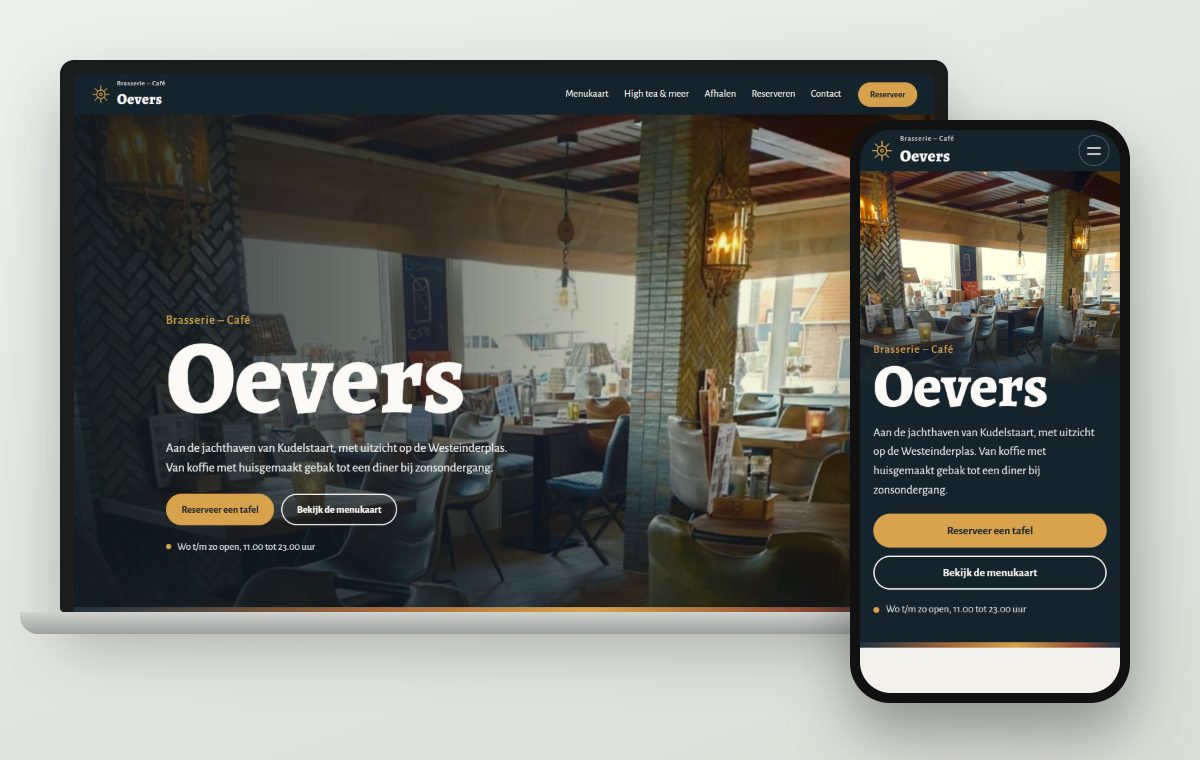 Brasserie – Café
Oevers
Menukaart High tea & meer Afhalen Reserveren Contact Reserveer
Brasserie – Café
Oevers
Aan de jachthaven van Kudelstaart, met uitzicht op de Westeinderplas.
Van koffie met huisgemaakt gebak tot een diner bij zonsondergang.
Reserveer een tafel Bekijk de menukaart
Wo t/m zo open, 11.00 tot 23.00 uur
Brasserie – Café
Oevers
Brasserie – Café
Oevers
Aan de jachthaven van Kudelstaart, met uitzicht
op de Westeinderplas. Van koffie met
huisgemaakt gebak tot een diner bij
zonsondergang.
Reserveer een tafel
Bekijk de menukaart
Wo t/m zo open, 11.00 tot 23.00 uur